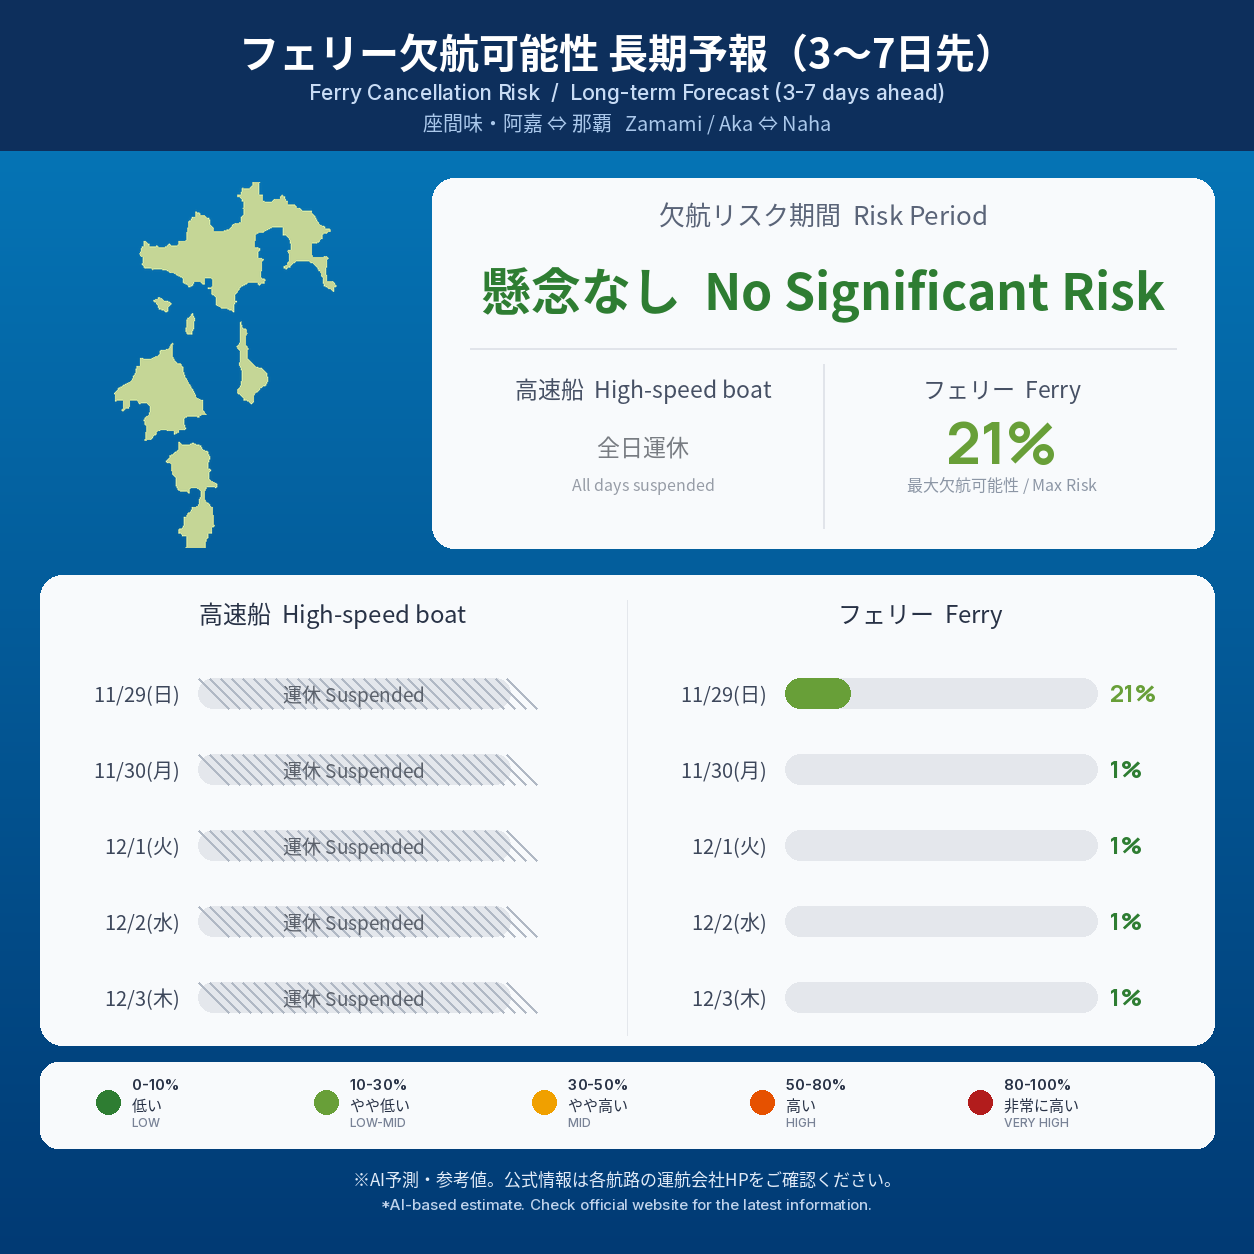 フェリー欠航可能性 長期予報（3〜7日先）
Ferry Cancellation Risk / Long-term Forecast (3-7 days ahead)
座間味・阿嘉 ⇔ 那覇 Zamami / Aka ⇔ Naha
欠航リスク期間 Risk Period
懸念なし No Significant Risk
高速船 High-speed boat
全日運休
All days suspended
フェリー Ferry
21%
最大欠航可能性 / Max Risk
高速船 High-speed boat
11/29(日) 運休 Suspended
11/30(月) 運休 Suspended
12/1(火) 運休 Suspended
12/2(水) 運休 Suspended
12/3(木) 運休 Suspended
フェリー Ferry
11/29(日) 21%
11/30(月) 1%
12/1(火) 1%
12/2(水) 1%
12/3(木) 1%
0-10%
低い
LOW
10-30%
やや低い
LOW-MID
30-50%
やや高い
MID
50-80%
高い
HIGH
80-100%
非常に高い
VERY HIGH
※AI予測・参考値。公式情報は各航路の運航会社HPをご確認ください。
*AI-based estimate. Check official website for the latest information.